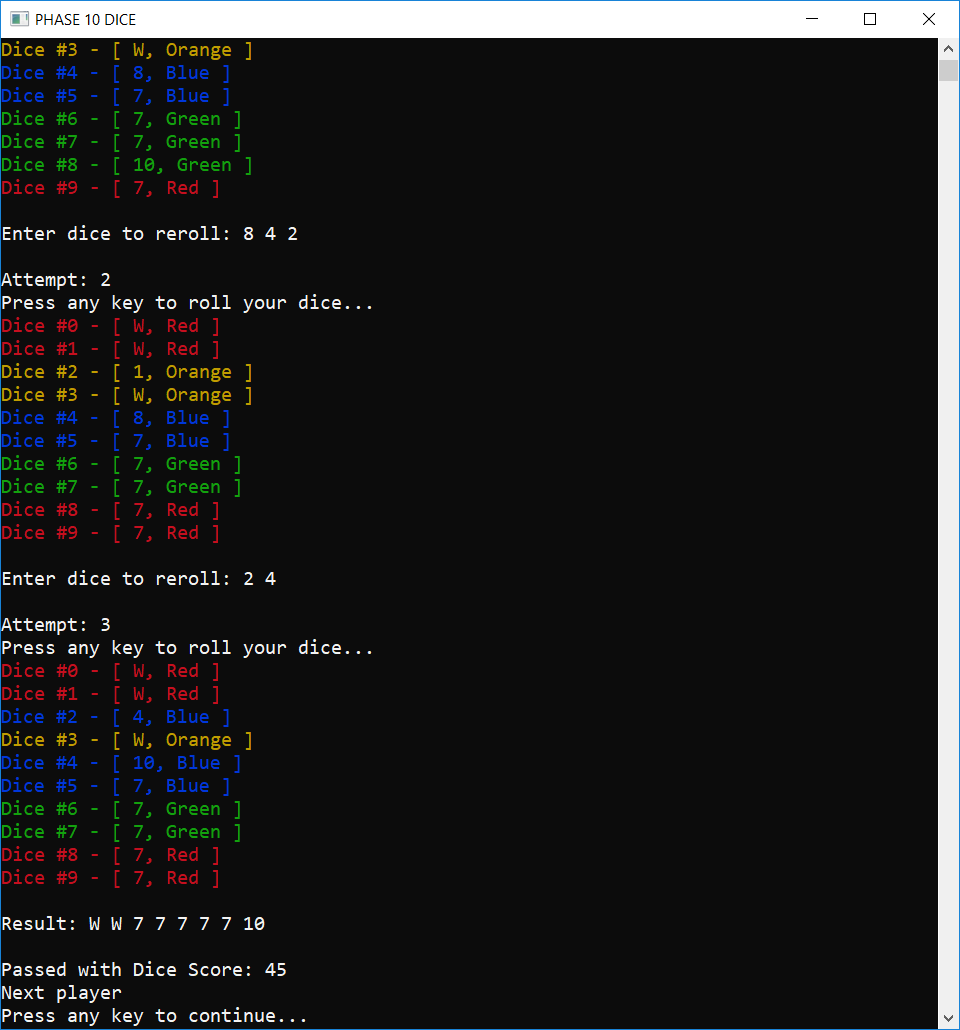 PHASE 10 DICE
Dice #3 - [ W, Orange ]
Dice #4 - [ 8, Blue ]
Dice #5 - [ 7, Blue ]
Dice #6 - [ 7, Green ]
Dice #7 - [ 7, Green ]
Dice #8 - [ 10, Green ]
Dice #9 - [ 7, Red ]
Enter dice to reroll: 8 4 2
Attempt: 2
Press any key to roll your dice...
Dice #0 - [ W, Red ]
Dice #1 - [ W, Red ]
Dice #2 - [ 1, Orange ]
Dice #3 - [ W, Orange ]
Dice #4 - [ 8, Blue ]
Dice #5 - [ 7, Blue ]
Dice #6 - [ 7, Green ]
Dice #7 - [ 7, Green ]
Dice #8 - [ 7, Red ]
Dice #9 - [ 7, Red ]
Enter dice to reroll: 2 4
Attempt: 3
Press any key to roll your dice...
Dice #0 - [ W, Red ]
Dice #1 - [ W, Red ]
Dice #2 - [ 4, Blue ]
Dice #3 - [ W, Orange ]
Dice #4 - [ 10, Blue ]
Dice #5 - [ 7, Blue ]
Dice #6 - [ 7, Green ]
Dice #7 - [ 7, Green ]
Dice #8 - [ 7, Red ]
Dice #9 - [ 7, Red ]
Result: W W 7 7 7 7 7 10
Passed with Dice Score: 45
Next player
Press any key to continue...